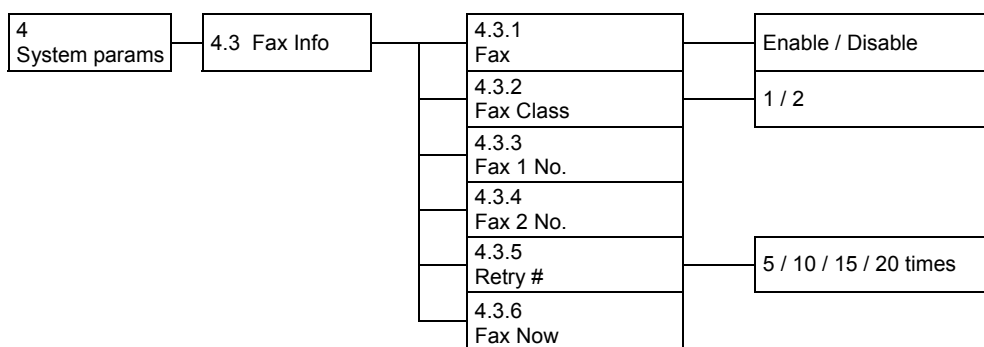 4
System params
4.3 Fax Info
4.3.1
Fax
Enable / Disable
4.3.2
Fax Class
1 / 2
4.3.3
Fax 1 No.
4.3.4
Fax 2 No.
4.3.5
Retry #
5 / 10 / 15 / 20 times
4.3.6
Fax Now